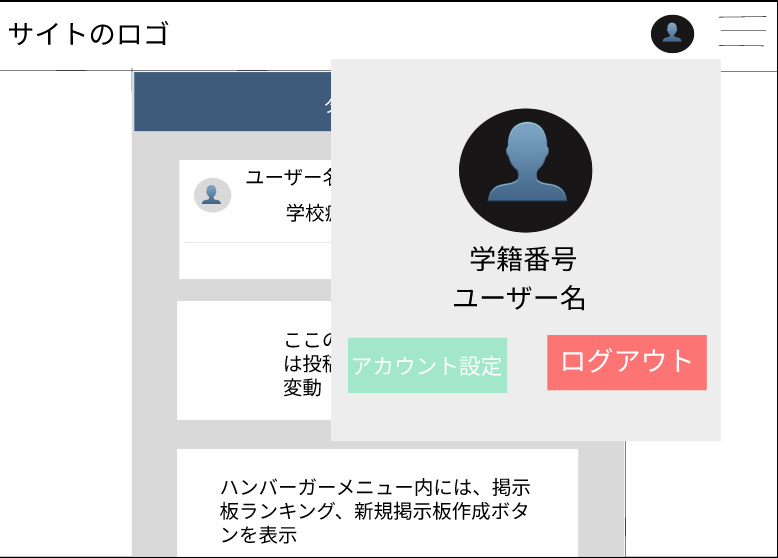 サイトのロゴ
ユーザー名
学校
ここの
は投稿
変動
学籍番号
ユーザー名
アカウント設定
ログアウト
ハンバーガーメニュー内には、掲示
板ランキング、新規掲示板作成ボタ
ンを表示